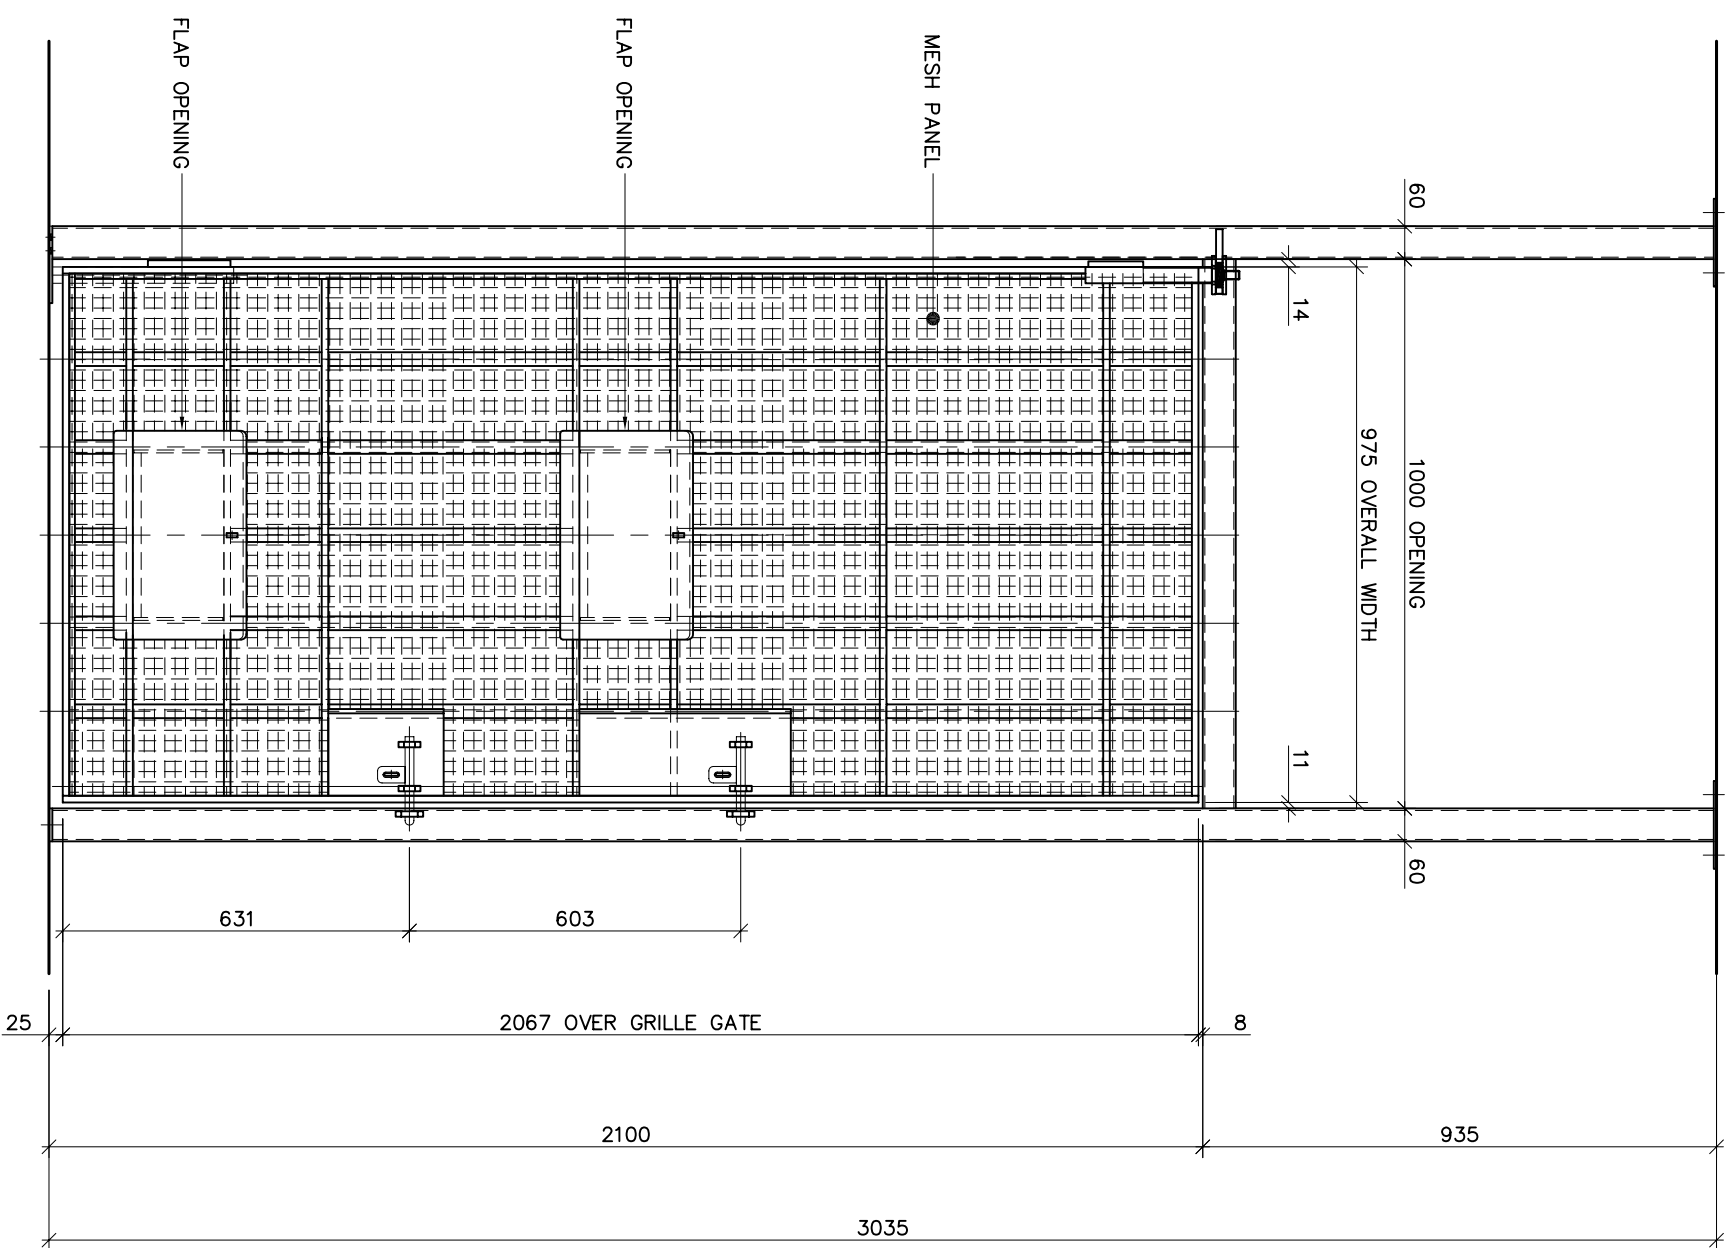 FLAP OPENING
FLAP OPENING
MESH PANEL
60
14
975 OVERALL WIDTH
1000 OPENING
11
60
631
603
25
2067 OVER GRILLE GATE
8
2100
935
3035